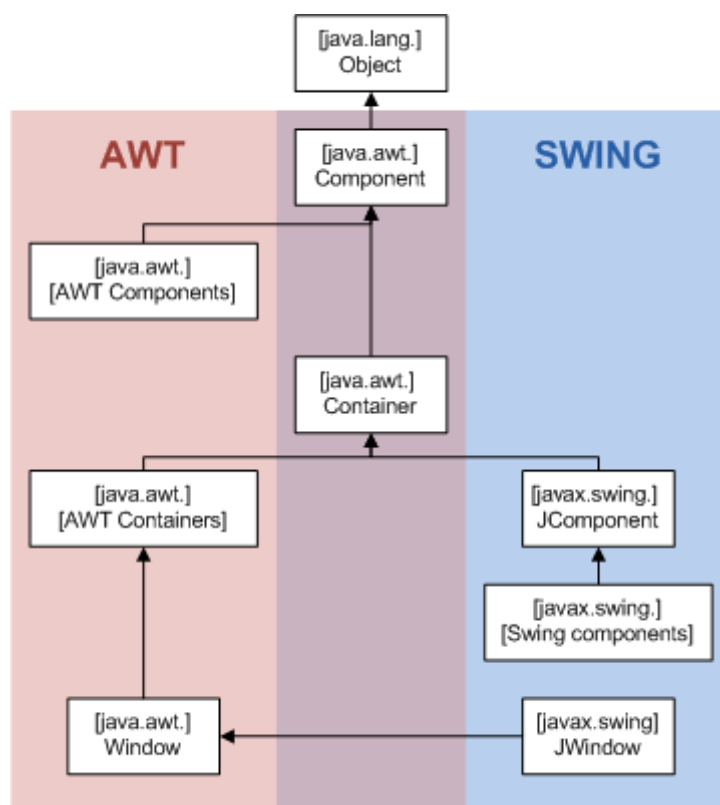 [java.lang.]
Object
AWT
[java.awt.]
Component
SWING
[java.awt.]
[AWT Components]
[java.awt.]
Container
[java.awt.]
[AWT Containers]
[javax.swing.]
JComponent
[javax.swing.]
[Swing components]
[java.awt.]
Window
[javax.swing]
JWindow